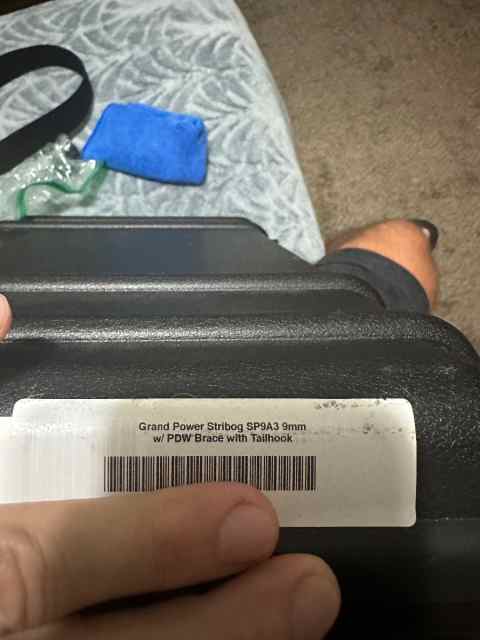 Grand Power Stribog SP9A3 9mm
w/ PDW Brace with Tailhook